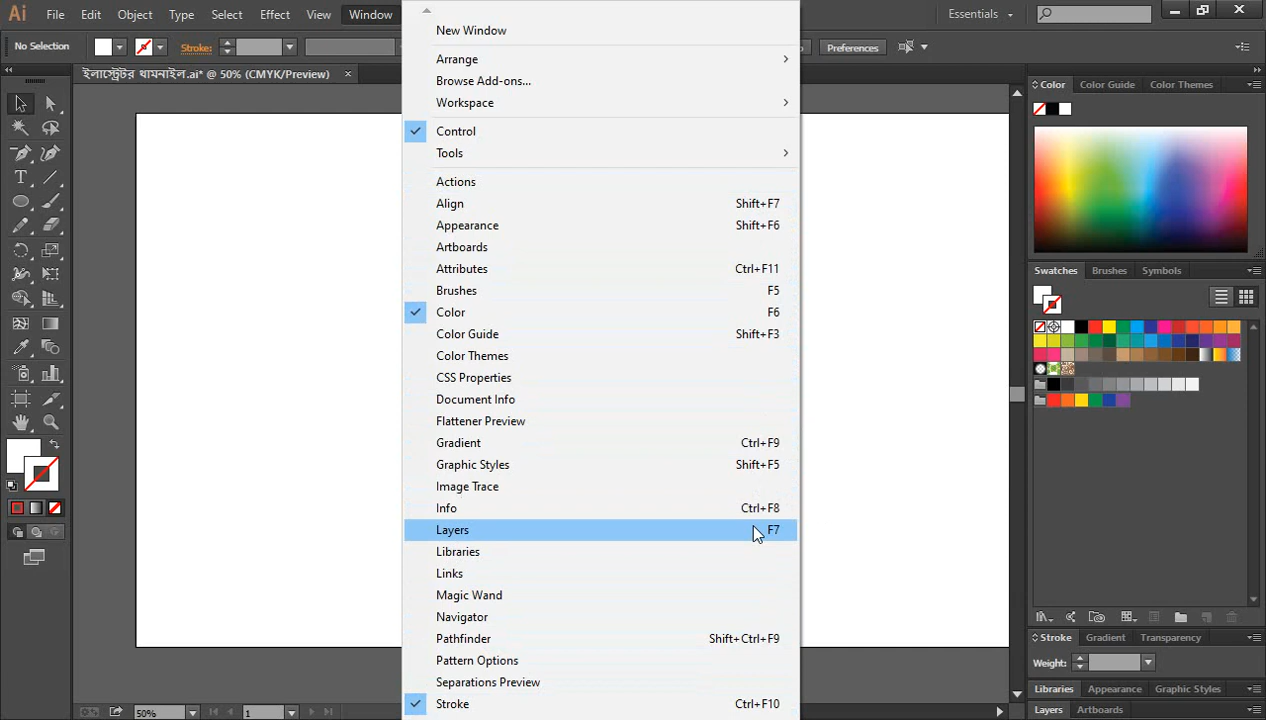 Ai File Edit Object Type Select Effect View Window Essentials
No Selection Stroke: Preferences
ইলাস্ট্রেটর থামনাইল.ai* @ 50% (CMYK/Preview) ×
New Window
Arrange
Browse Add-ons...
Workspace
Control
Tools
Actions
Align Shift+F7
Appearance Shift+F6
Artboards
Attributes Ctrl+F11
Brushes F5
Color F6
Color Guide Shift+F3
Color Themes
CSS Properties
Document Info
Flattener Preview
Gradient Ctrl+F9
Graphic Styles Shift+F5
Image Trace
Info Ctrl+F8
Layers F7
Libraries
Links
Magic Wand
Navigator
Pathfinder Shift+Ctrl+F9
Pattern Options
Separations Preview
Stroke Ctrl+F10
Color Color Guide Color Themes
Swatches Brushes Symbols
Stroke Gradient Transparency
Weight:
Libraries Appearance Graphic Styles
Layers Artboards
50% 1